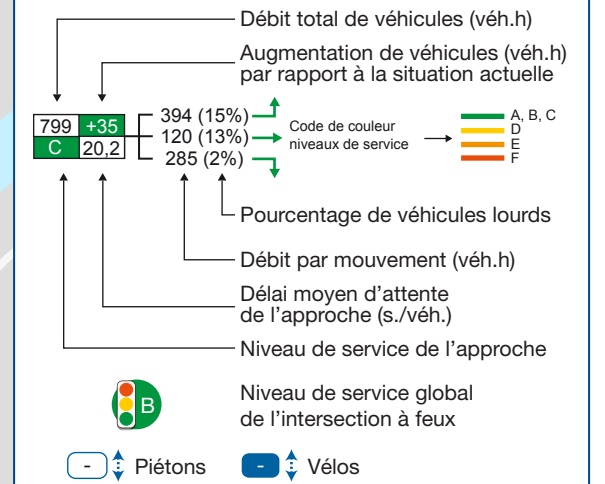 Débit total de véhicules (véh.h)
Augmentation de véhicules (véh.h)
par rapport à la situation actuelle
799 +35
C 20,2
394 (15%)
120 (13%)
285 (2%)
Code de couleur
niveaux de service
A, B, C
D
E
F
Pourcentage de véhicules lourds
Débit par mouvement (véh.h)
Délai moyen d'attente
de l'approche (s./véh.)
Niveau de service de l'approche
B
Niveau de service global
de l'intersection à feux
- Piétons
- Vélos